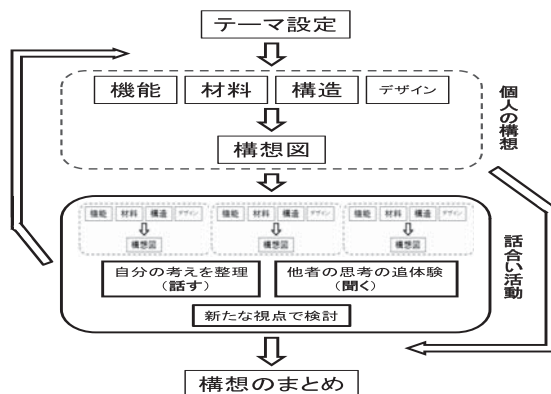 テーマ設定
機能 材料 構造 デザイン
構想図
個人の構想
機能 材料 構造 デザイン 機能 材料 構造 デザイン 機能 材料 構造 デザイン
構想図 構想図 構想図
自分の考えを整理
(話す)
他者の思考の追体験
(聞く)
新たな視点で検討
話合い活動
構想のまとめ